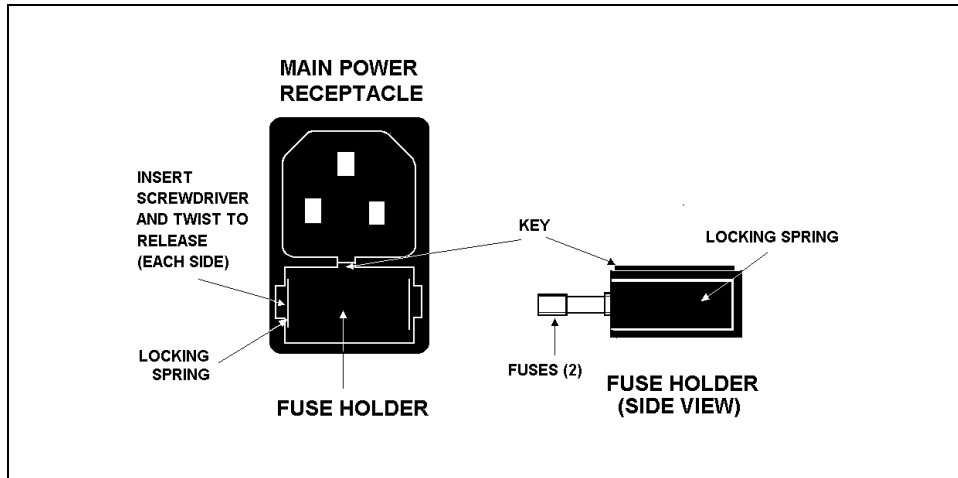 MAIN POWER
RECEPTACLE
INSERT
SCREWDRIVER
AND TWIST TO
RELEASE
(EACH SIDE)
KEY
LOCKING SPRING
LOCKING
SPRING
FUSES (2)
FUSE HOLDER
FUSE HOLDER
(SIDE VIEW)